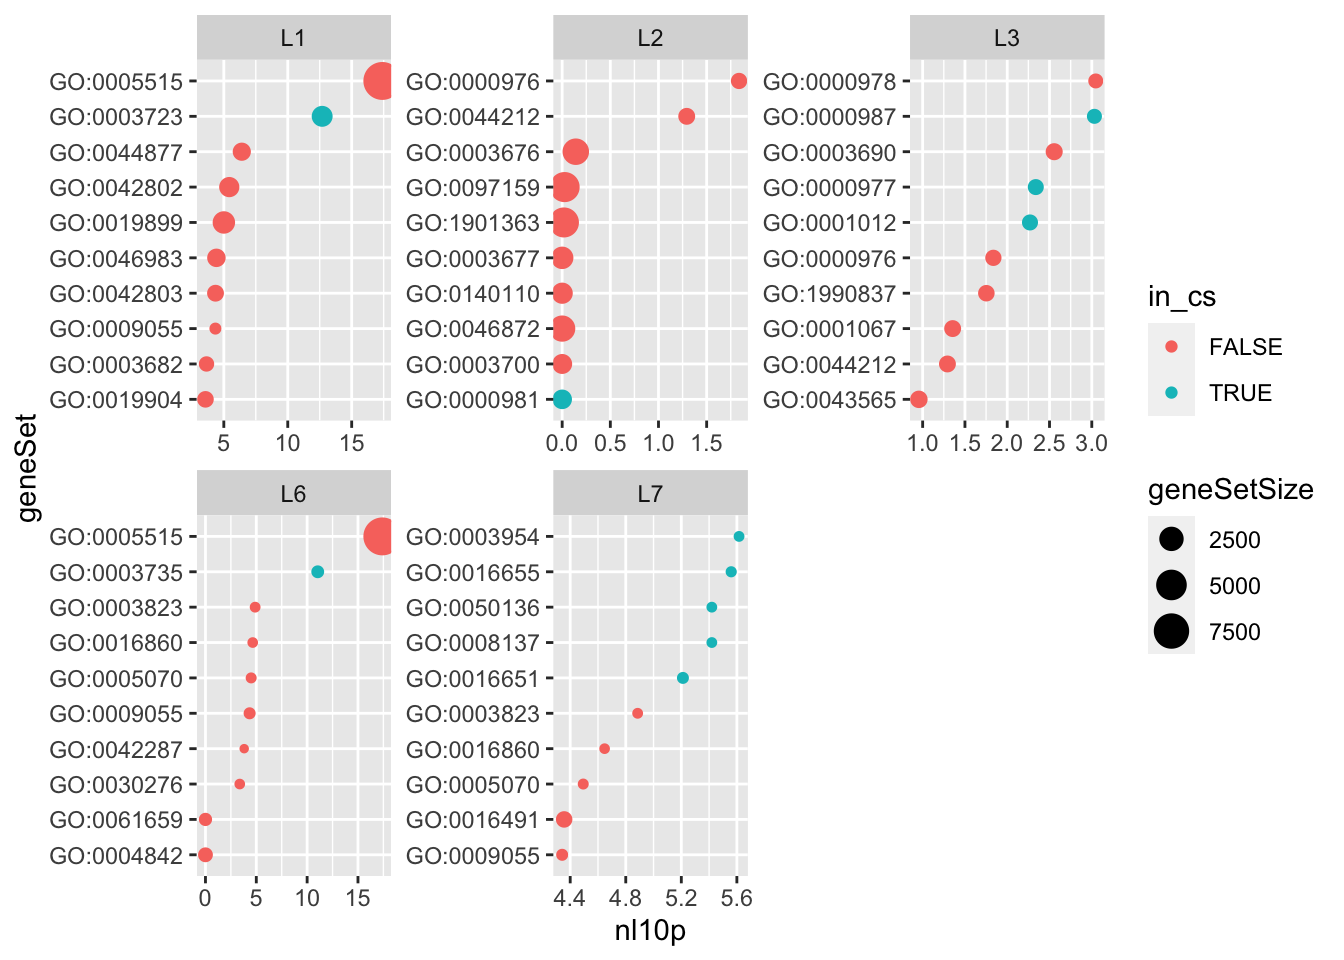 L1
GO:0005515
GO:0003723
GO:0044877
GO:0042802
GO:0019899
GO:0046983
GO:0042803
GO:0009055
GO:0003682
GO:0019904
5 10 15
L2
GO:0000976
GO:0044212
GO:0003676
GO:0097159
GO:1901363
GO:0003677
GO:0140110
GO:0046872
GO:0003700
GO:0000981
0.0 0.5 1.0 1.5
L3
GO:0000978
GO:0000987
GO:0003690
GO:0000977
GO:0001012
GO:0000976
GO:1990837
GO:0001067
GO:0044212
GO:0043565
1.0 1.5 2.0 2.5 3.0
L6
GO:0005515
GO:0003735
GO:0003823
GO:0016860
GO:0005070
GO:0009055
GO:0042287
GO:0030276
GO:0061659
GO:0004842
0 5 10 15
L7
GO:0003954
GO:0016655
GO:0050136
GO:0008137
GO:0016651
GO:0003823
GO:0016860
GO:0005070
GO:0016491
GO:0009055
4.4 4.8 5.2 5.6
geneSet
nl10p
in_cs
FALSE
TRUE
geneSetSize
2500
5000
7500